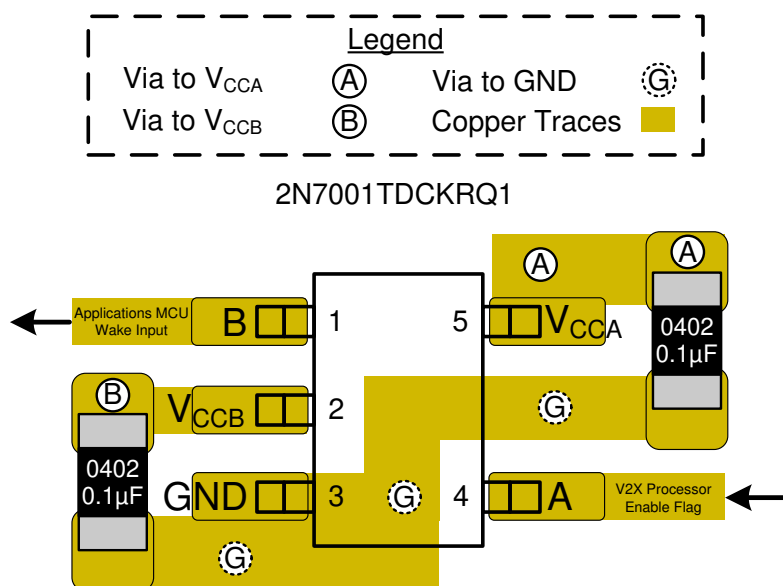 Legend
Via to VCCA A Via to GND G
Via to VCCB B Copper Traces
2N7001TDCKRQ1
A A
Applications MCU
Wake Input
B 1 5 VCCA
0402
0.1µF
B
VCCB 2
G
0402
0.1µF
GND 3 G 4 A
V2X Processor
Enable Flag
G